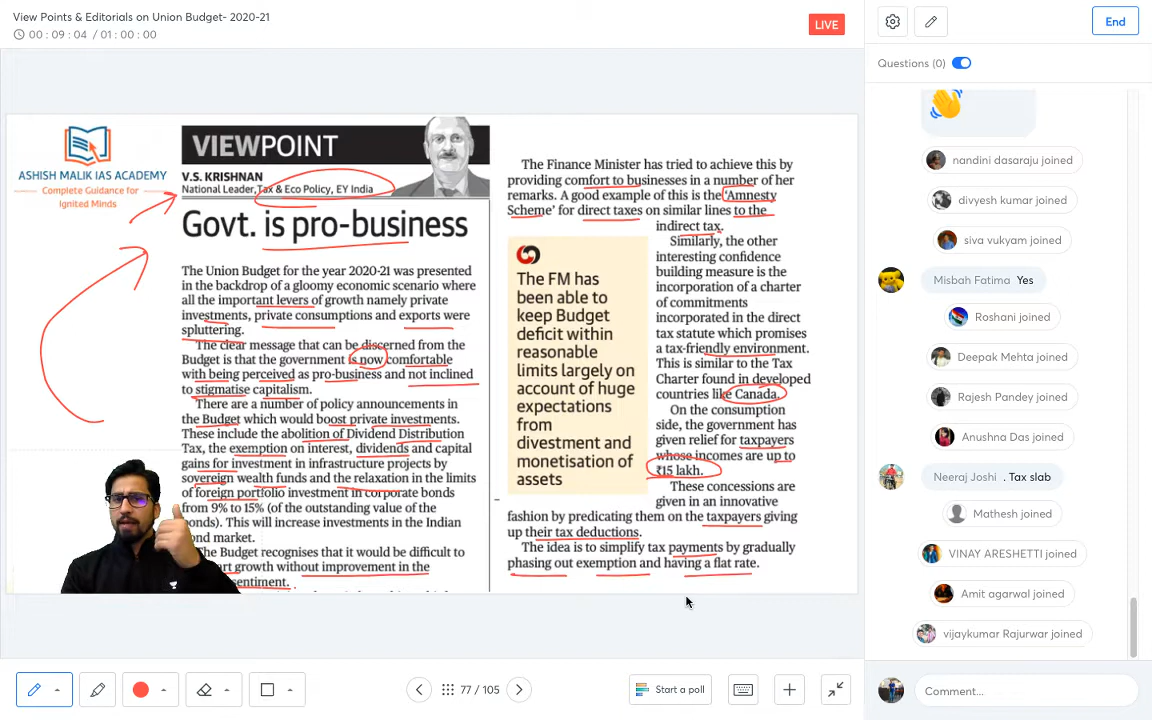 View Points & Editorials on Union Budget- 2020-21
00 : 09 : 04 / 01 : 00 : 00
LIVE
End
Questions (0)
ASHISH MALIK IAS ACADEMY
Complete Guidance for
Ignited Minds
VIEWPOINT
V.S. KRISHNAN
National Leader,Tax & Eco Policy, EY India
Govt. is pro-business
The Union Budget for the year 2020-21 was presented
in the backdrop of a gloomy economic scenario where
all the important levers of growth namely private
investments, private consumptions and exports were
spluttering.
The clear message that can be discerned from the
Budget is that the government is now comfortable
with being perceived as pro-business and not inclined
to stigmatise capitalism.
There are a number of policy announcements in
the Budget which would boost private investments.
These include the abolition of Dividend Distribution
Tax, the exemption on interest, dividends and capital
gains for investment in infrastructure projects by
sovereign wealth funds and the relaxation in the limits
of foreign portfolio investment in corporate bonds
from 9% to 15% (of the outstanding value of the
bonds). This will increase investments in the Indian
bond market.
The Budget recognises that it would be difficult to
growth without improvement in the
sentiment.
The Finance Minister has tried to achieve this by
providing comfort to businesses in a number of her
remarks. A good example of this is the ‘Amnesty
Scheme’ for direct taxes on similar lines to the
indirect tax.
Similarly, the other
interesting confidence
building measure is the
incorporation of a charter
of commitments
incorporated in the direct
tax statute which promises
a tax-friendly environment.
This is similar to the Tax
Charter found in developed
countries like Canada.
On the consumption
side, the government has
given relief for taxpayers
whose incomes are up to
₹15 lakh.
These concessions are
given in an innovative
fashion by predicating them on the taxpayers giving
up their tax deductions.
The idea is to simplify tax payments by gradually
phasing out exemption and having a flat rate.
The FM has
been able to
keep Budget
deficit within
reasonable
limits largely on
account of huge
expectations
from
divestment and
monetisation of
assets
nandini dasaraju joined
divyesh kumar joined
siva vukyam joined
Misbah Fatima Yes
Roshani joined
Deepak Mehta joined
Rajesh Pandey joined
Anushna Das joined
Neeraj Joshi . Tax slab
Mathesh joined
VINAY ARESHETTI joined
Amit agarwal joined
vijaykumar Rajurwar joined
77 / 105
Start a poll
Comment...